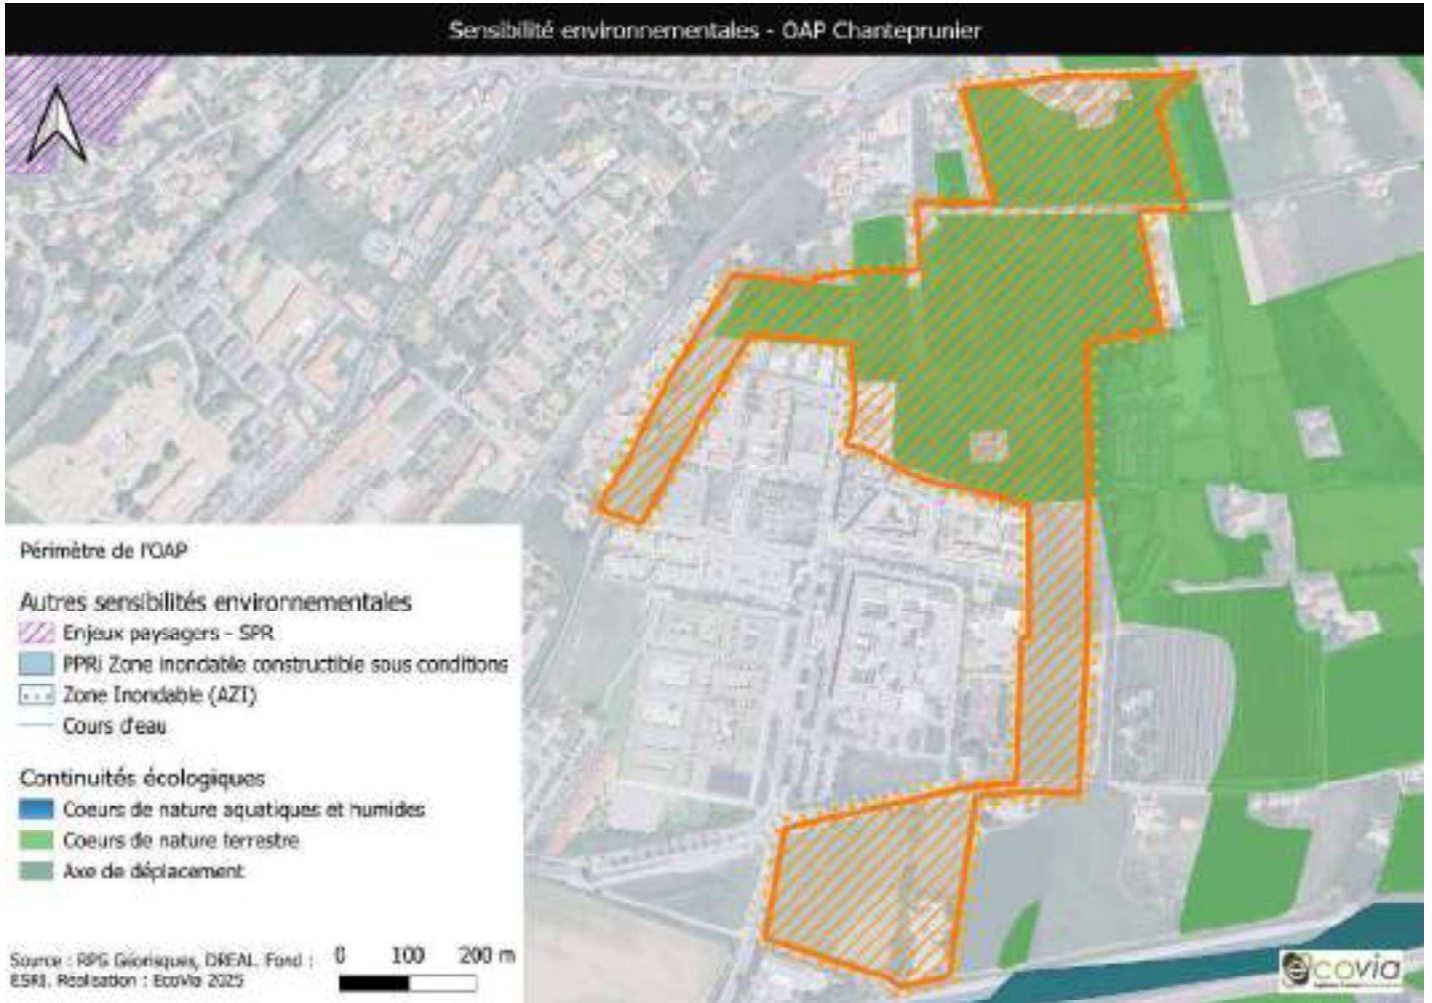 Sensibilité environnementales - OAP Chanteprunier
Périmètre de l'OAP
Autres sensibilités environnementales
Enjeux paysagers - SPR
PPRi Zone inondable constructible sous conditions
Zone Inondable (AZI)
Cours d'eau
Continuités écologiques
Coeurs de nature aquatiques et humides
Coeurs de nature terrestre
Axe de déplacement
Source : RPG Géorisques, DREAL. Fond :
ESRI. Réalisation : EcoVia 2025
0 100 200 m
ecovia